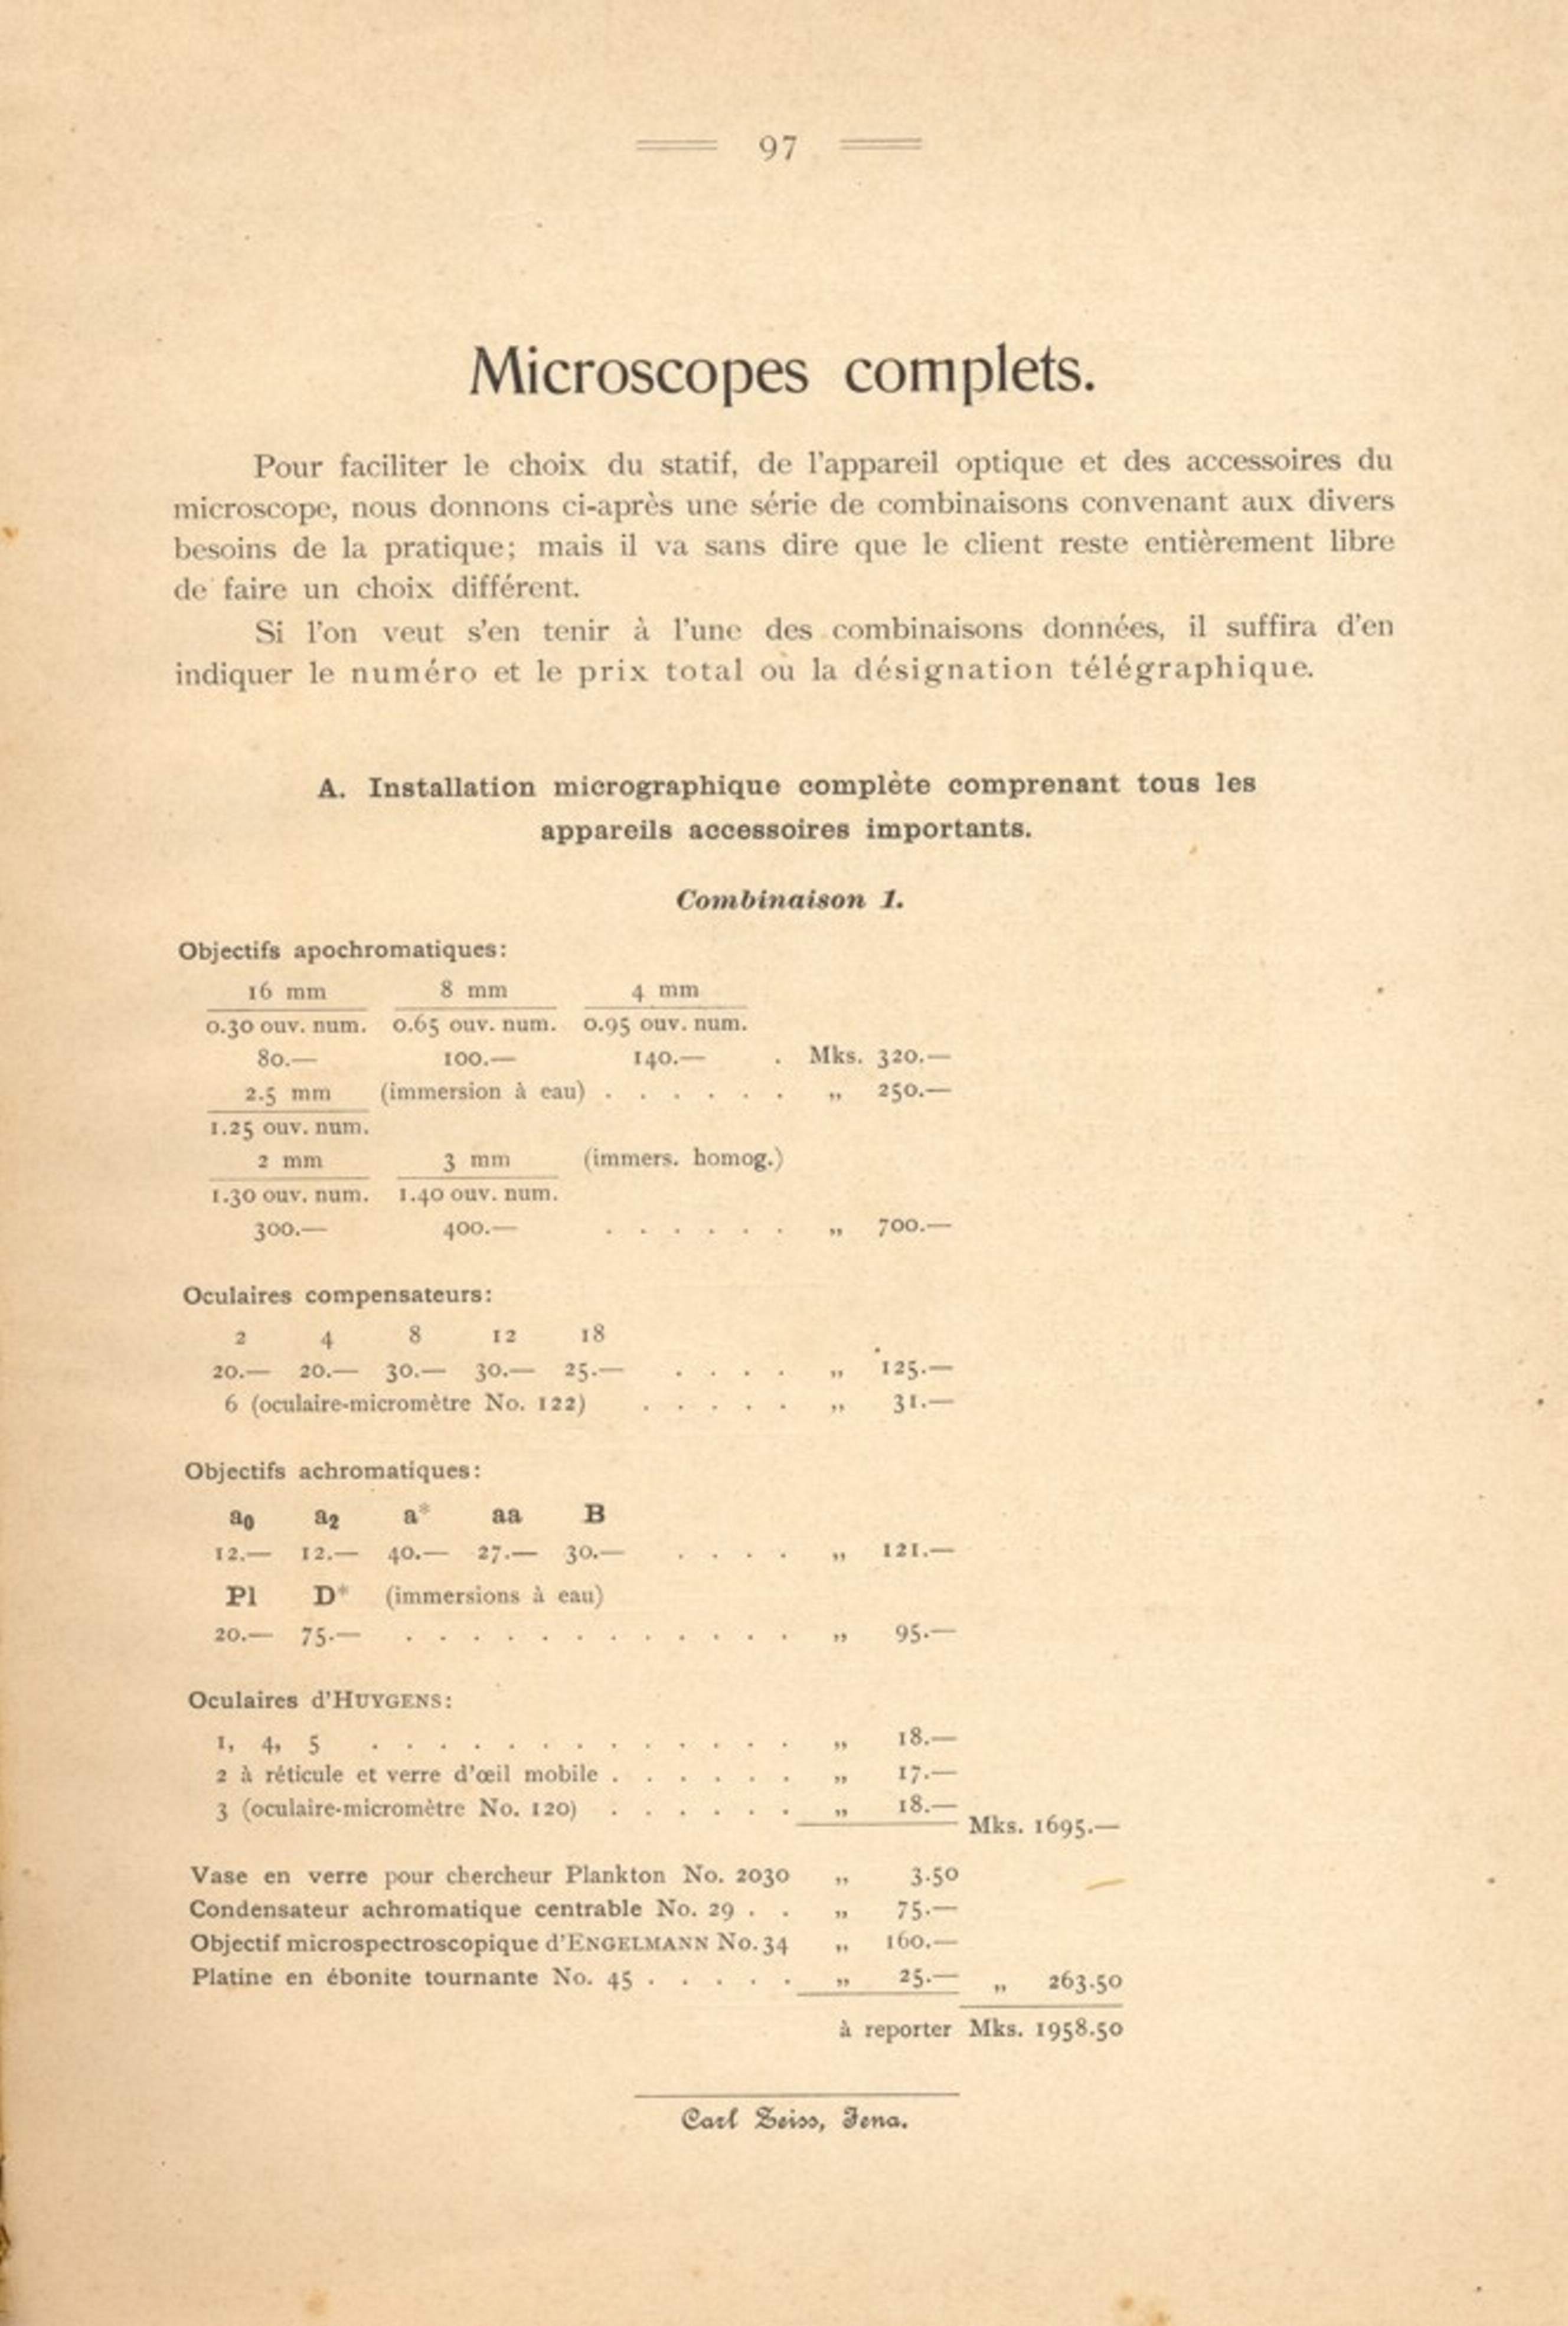 97
Microscopes complets.
Pour faciliter le choix du statif, de l'appareil optique et des accessoires du
microscope, nous donnons ci-après une série de combinaisons convenant aux divers
besoins de la pratique; mais il va sans dire que le client reste entièrement libre
de faire un choix différent.
Si l'on veut s'en tenir à l'une des combinaisons données, il suffira d'en
indiquer le numéro et le prix total ou la désignation télégraphique.
A. Installation micrographique complète comprenant tous les
appareils accessoires importants.
Combinaison 1.
Objectifs apochromatiques:
16 mm 8 mm 4 mm
0.30 ouv. num. 0.65 ouv. num. 0.95 ouv. num.
80.— 100.— 140.— . Mks. 320.—
2.5 mm (immersion à eau) . . . . . . „ 250.—
1.25 ouv. num.
2 mm 3 mm (immers. homog.)
1.30 ouv. num. 1.40 ouv. num.
300.— 400.— . . . . . . „ 700.—
Oculaires compensateurs:
2 4 8 12 18
20.— 20.— 30.— 30.— 25.— . . . . „ 125.—
6 (oculaire-micromètre No. 122) . . . . . „ 31.—
Objectifs achromatiques:
a0 a2 a* aa B
12.— 12.— 40.— 27.— 30.— . . . . „ 121.—
Pl D* (immersions à eau)
20.— 75.— . . . . . . . . . . . . „ 95.—
Oculaires d'HUYGENS:
1, 4, 5 . . . . . . . . . . . . . „ 18.—
2 à réticule et verre d'œil mobile . . . . . . „ 17.—
3 (oculaire-micromètre No. 120) . . . . . . „ 18.—
Mks. 1695.—
Vase en verre pour chercheur Plankton No. 2030 „ 3.50
Condensateur achromatique centrable No. 29 . . „ 75.—
Objectif microspectroscopique d'ENGELMANN No. 34 „ 160.—
Platine en ébonite tournante No. 45 . . . . . „ 25.— „ 263.50
à reporter Mks. 1958.50
Carl Zeiss, Jena.